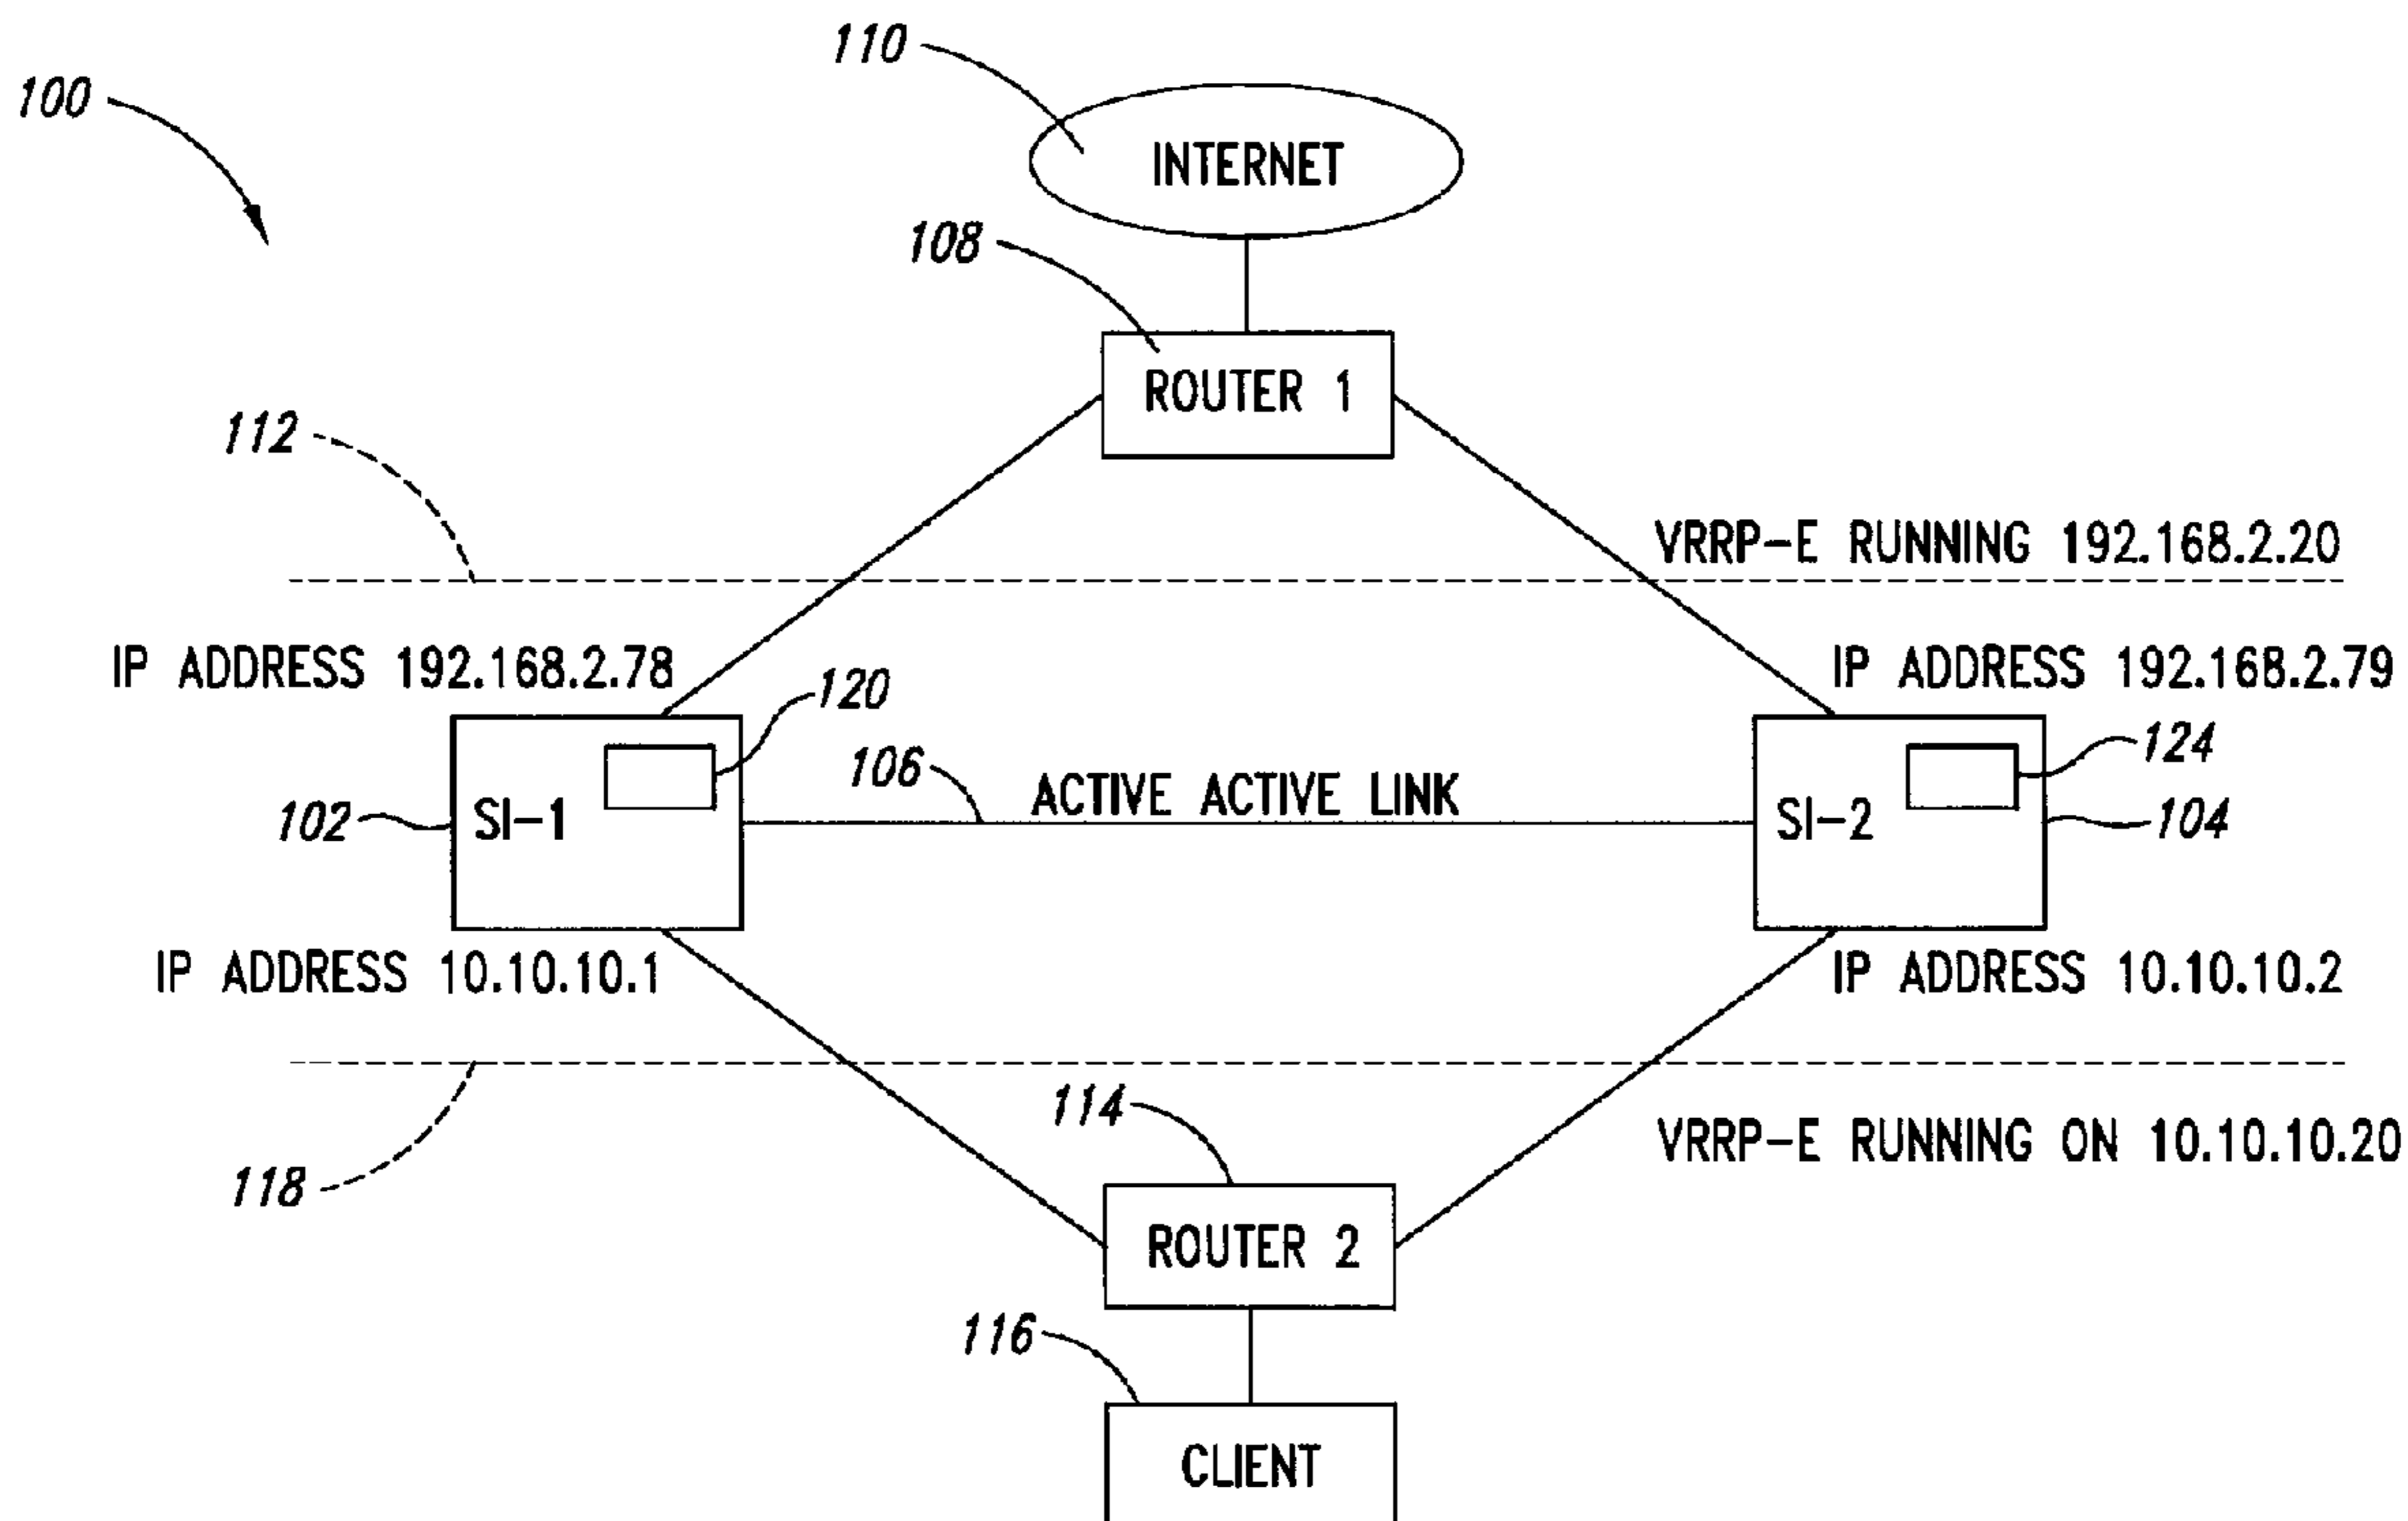 110
100
INTERNET
108
ROUTER 1
112
VRRP-E RUNNING 192.168.2.20
IP ADDRESS 192.168.2.78
IP ADDRESS 192.168.2.79
120
124
106
ACTIVE ACTIVE LINK
102
SI-1
SI-2
104
IP ADDRESS 10.10.10.1
IP ADDRESS 10.10.10.2
114
VRRP-E RUNNING ON 10.10.10.20
118
ROUTER 2
116
CLIENT